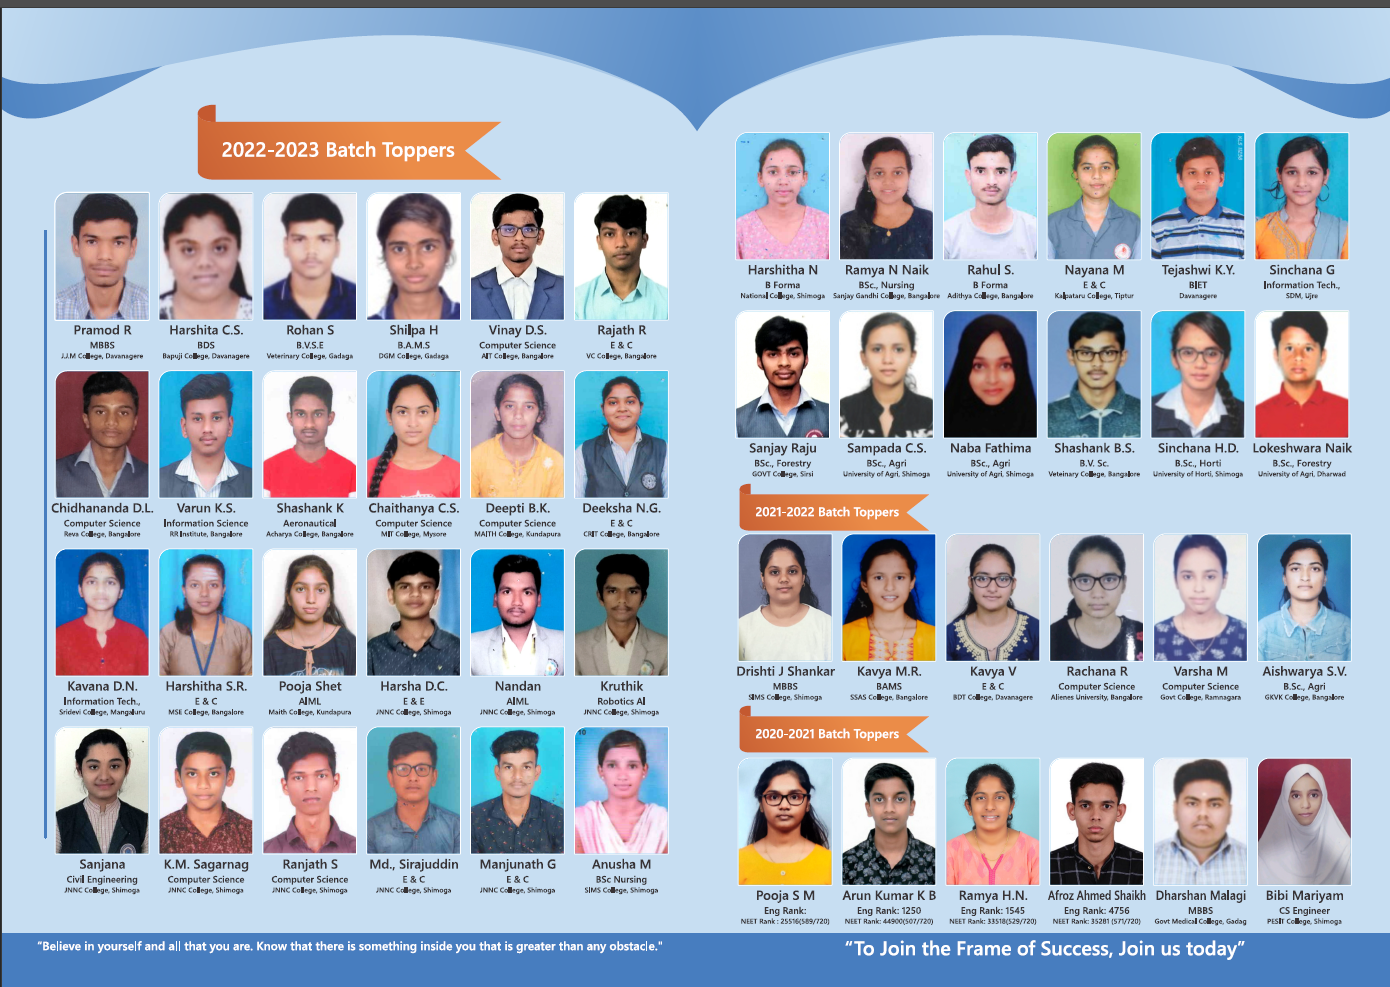 2022-2023 Batch Toppers
Pramod R
MBBS
J.J.M College, Davanagere
Harshita C.S.
BDS
Bapuji College, Davanagere
Rohan S
B.V.S.E
Veterinary College, Gadaga
Shilpa H
B.A.M.S
DGM College, Gadaga
Vinay D.S.
Computer Science
AIT College, Bangalore
Rajath R
E & C
VC College, Bangalore
Chidhananda D.L.
Computer Science
Reva College, Bangalore
Varun K.S.
Information Science
RR Institute, Bangalore
Shashank K
Aeronautical
Acharya College, Bangalore
Chaithanya C.S.
Computer Science
MIT College, Mysore
Deepti B.K.
Computer Science
MAITH College, Kundapura
Deeksha N.G.
E & C
CRIT College, Bangalore
Kavana D.N.
Information Tech.,
Sridevi College, Mangaluru
Harshitha S.R.
E & C
MSE College, Bangalore
Pooja Shet
AIML
Maith College, Kundapura
Harsha D.C.
E & E
JNNC College, Shimoga
Nandan
AIML
JNNC College, Shimoga
Kruthik
Robotics AI
JNNC College, Shimoga
Sanjana
Civil Engineering
JNNC College, Shimoga
K.M. Sagarnag
Computer Science
JNNC College, Shimoga
Ranjath S
Computer Science
JNNC College, Shimoga
Md., Sirajuddin
E & C
JNNC College, Shimoga
Manjunath G
E & C
JNNC College, Shimoga
10
Anusha M
BSc Nursing
SIMS College, Shimoga
"Believe in yourself and all that you are. Know that there is something inside you that is greater than any obstacle."
Harshitha N
B Forma
National College, Shimoga
Ramya N Naik
BSc., Nursing
Sanjay Gandhi College, Bangalore
Rahul S.
B Forma
Adithya College, Bangalore
Nayana M
E & C
Kalpataru College, Tiptur
Tejashwi K.Y.
BIET
Davanagere
Sinchana G
Information Tech.,
SDM, Ujre
Sanjay Raju
BSc., Forestry
GOVT College, Sirsi
Sampada C.S.
BSc., Agri
University of Agri, Shimoga
Naba Fathima
BSc., Agri
University of Agri, Shimoga
Shashank B.S.
B.V. Sc.
Veteinary College, Bangalore
Sinchana H.D.
B.Sc., Horti
University of Horti, Shimoga
Lokeshwara Naik
B.Sc., Forestry
University of Agri, Dharwad
2021-2022 Batch Toppers
Drishti J Shankar
MBBS
SIMS College, Shimoga
Kavya M.R.
BAMS
SSAS College, Bangalore
Kavya V
E & C
BDT College, Davanagere
Rachana R
Computer Science
Alienes University, Bangalore
Varsha M
Computer Science
Govt College, Ramnagara
Aishwarya S.V.
B.Sc., Agri
GKVK College, Bangalore
2020-2021 Batch Toppers
Pooja S M
Eng Rank:
NEET Rank : 25516(589/720)
Arun Kumar K B
Eng Rank: 1250
NEET Rank: 44900(507/720)
Ramya H.N.
Eng Rank: 1545
NEET Rank: 33518(529/720)
Afroz Ahmed Shaikh
Eng Rank: 4756
NEET Rank: 35281 (571/720)
Dharshan Malagi
MBBS
Govt Medical College, Gadag
Bibi Mariyam
CS Engineer
PESIT College, Shimoga
"To Join the Frame of Success, Join us today"